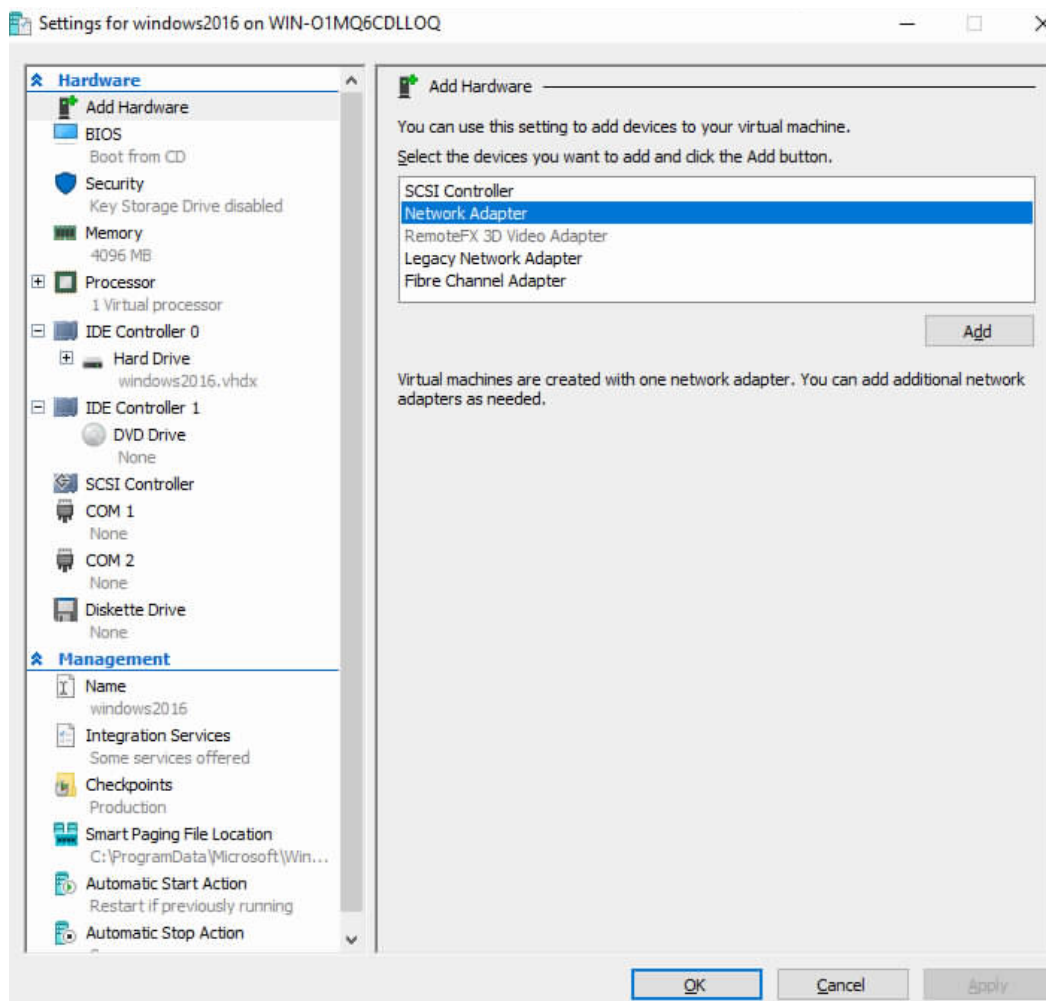 Settings for windows2016 on WIN-O1MQ6CDLLOQ
Hardware
Add Hardware
BIOS
Boot from CD
Security
Key Storage Drive disabled
Memory
4096 MB
Processor
1 Virtual processor
IDE Controller 0
Hard Drive
windows2016.vhdx
IDE Controller 1
DVD Drive
None
SCSI Controller
COM 1
None
COM 2
None
Diskette Drive
None
Management
Name
windows2016
Integration Services
Some services offered
Checkpoints
Production
Smart Paging File Location
C:\ProgramData\Microsoft\Win...
Automatic Start Action
Restart if previously running
Automatic Stop Action
Add Hardware
You can use this setting to add devices to your virtual machine.
Select the devices you want to add and click the Add button.
SCSI Controller
Network Adapter
RemoteFX 3D Video Adapter
Legacy Network Adapter
Fibre Channel Adapter
Add
Virtual machines are created with one network adapter. You can add additional network
adapters as needed.
OK
Cancel
Apply